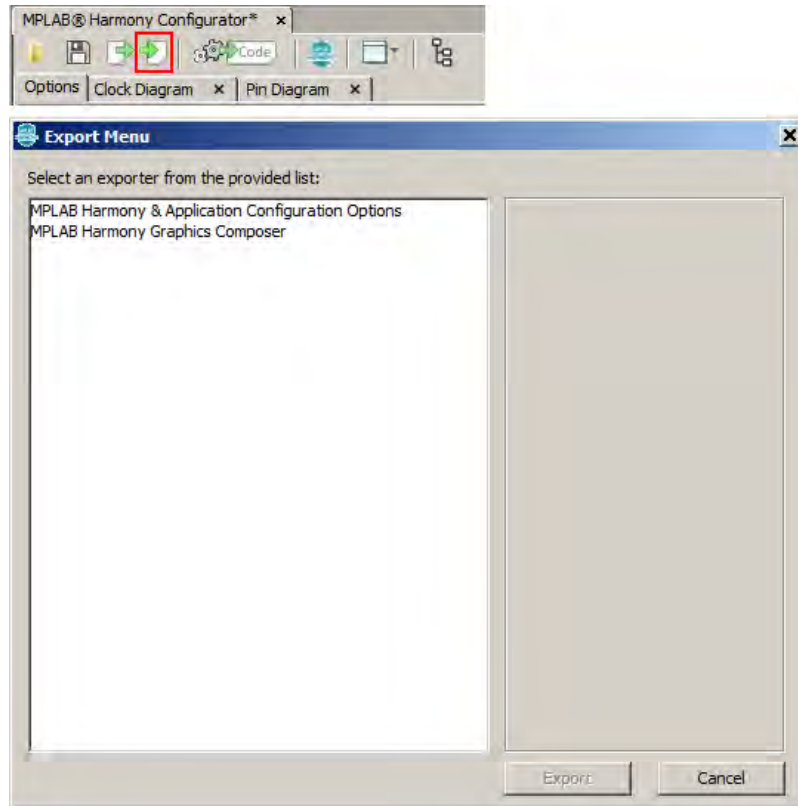 MPLAB® Harmony Configurator* x
Code
Options Clock Diagram x Pin Diagram x
Export Menu
Select an exporter from the provided list:
MPLAB Harmony & Application Configuration Options
MPLAB Harmony Graphics Composer
Export Cancel